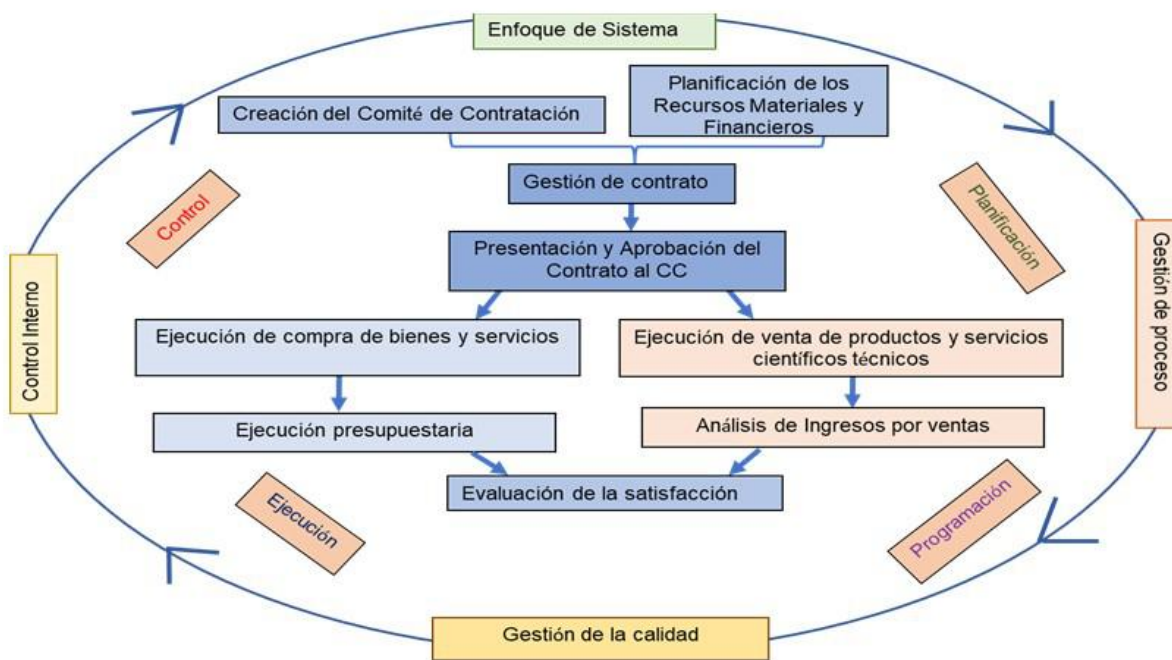 Enfoque de Sistema
Planificación de los
Recursos Materiales y
Financieros
Creación del Comité de Contratación
Gestión de contrato
Control
Planificación
Presentación y Aprobación del
Contrato al CC
Control Interno
Gestión de proceso
Ejecución de compra de bienes y servicios
Ejecución de venta de productos y servicios
científicos técnicos
Ejecución presupuestaria
Análisis de Ingresos por ventas
Evaluación de la satisfacción
Ejecución
Programación
Gestión de la calidad